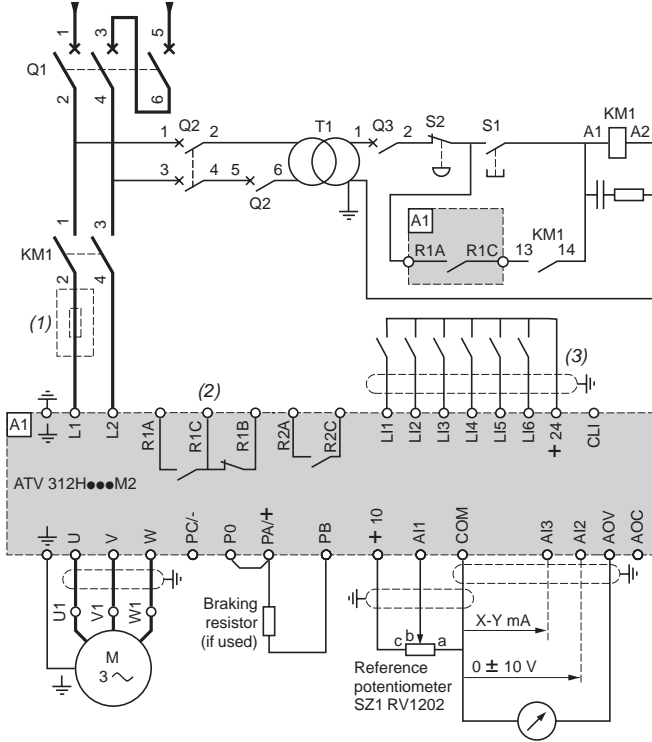 1 3 5
Q1
2 4 6
1 Q2 2 T1 1 Q3 2 S2 S1 KM1
A1 A2
3 4 5 6
Q2
A1
R1A R1C 13 KM1 14
1 3
KM1
2 4
(1)
(2)
(3)
A1 L1 L2 R1A R1C R1B R2A R2C LI1 LI2 LI3 LI4 LI5 LI6 + 24 CLI
ATV 312H●●●M2
U V W PC/- P0 PA/+ PB + 10 AI1 COM AI3 AI2 AOV AOC
U1 V1 W1
M
3
Braking
resistor
(if used)
c b a
Reference
potentiometer
SZ1 RV1202
X-Y mA
0 ± 10 V